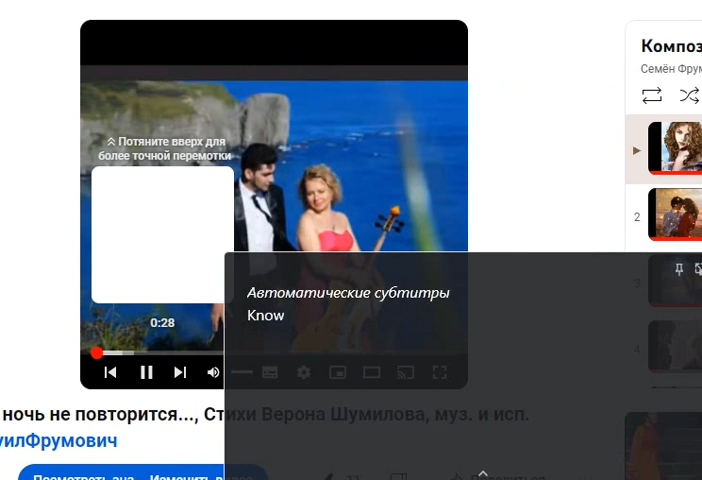 Композ
Семён Фрум
Потяните вверх для
более точной перемотки
2
3
4
Автоматические субтитры
Know
0:28
ночь не повторится..., Стихи Верона Шумилова, муз. и исп.
уилФрумович